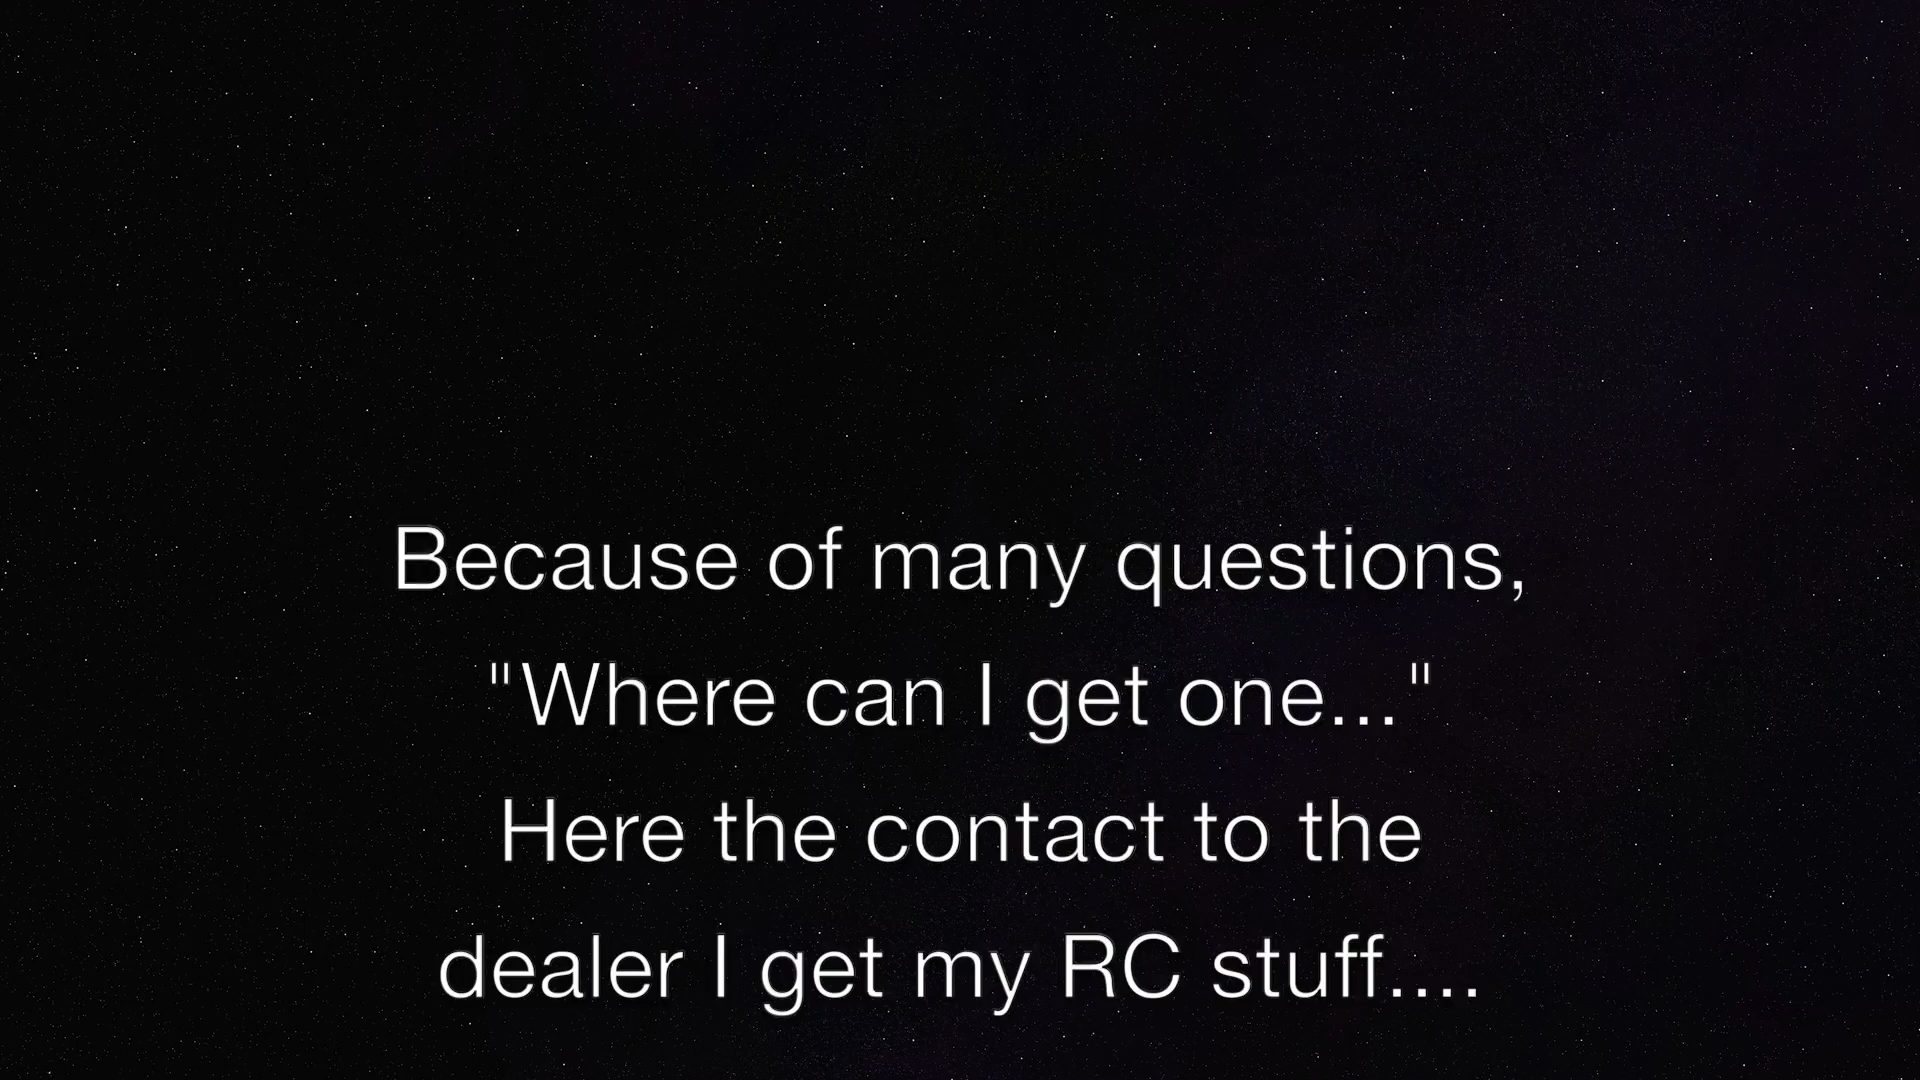 Because of many questions,
"Where can I get one..."
Here the contact to the
dealer I get my RC stuff....